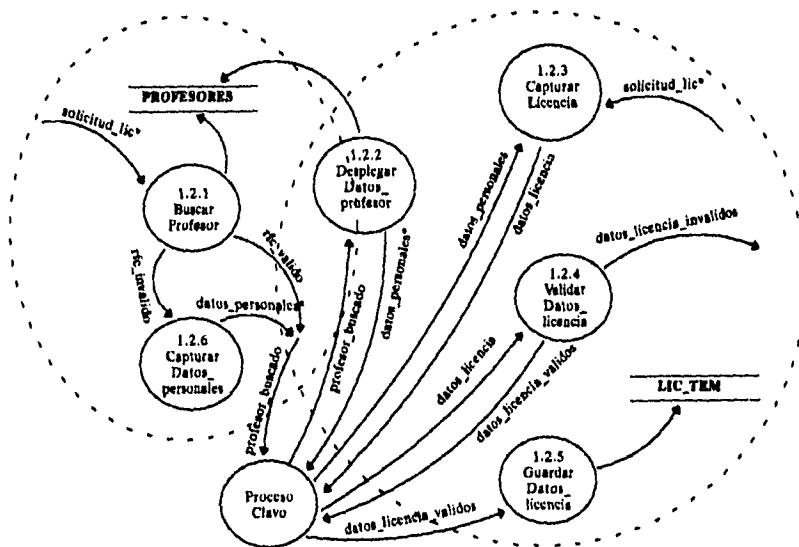 1.2.3
Capturar
Licencia
PROFESORES
solicitud_lic*
solicitud_lic*
1.2.2
Desplegar
Datos_
profesor
1.2.1
Buscar
Profesor
datos_personales
datos_licencia
datos_licencia_invalidos
rfc_invalido
rfc_valido
datos_personales*
1.2.4
Validar
Datos_
licencia
datos_personales
profesor_buscado
1.2.6
Capturar
Datos_
personales
datos_licencia
datos_licencia_validos
LIC_TEM
profesor_buscado
1.2.5
Guardar
Datos_
licencia
Proceso
Clavo
datos_licencia_validos